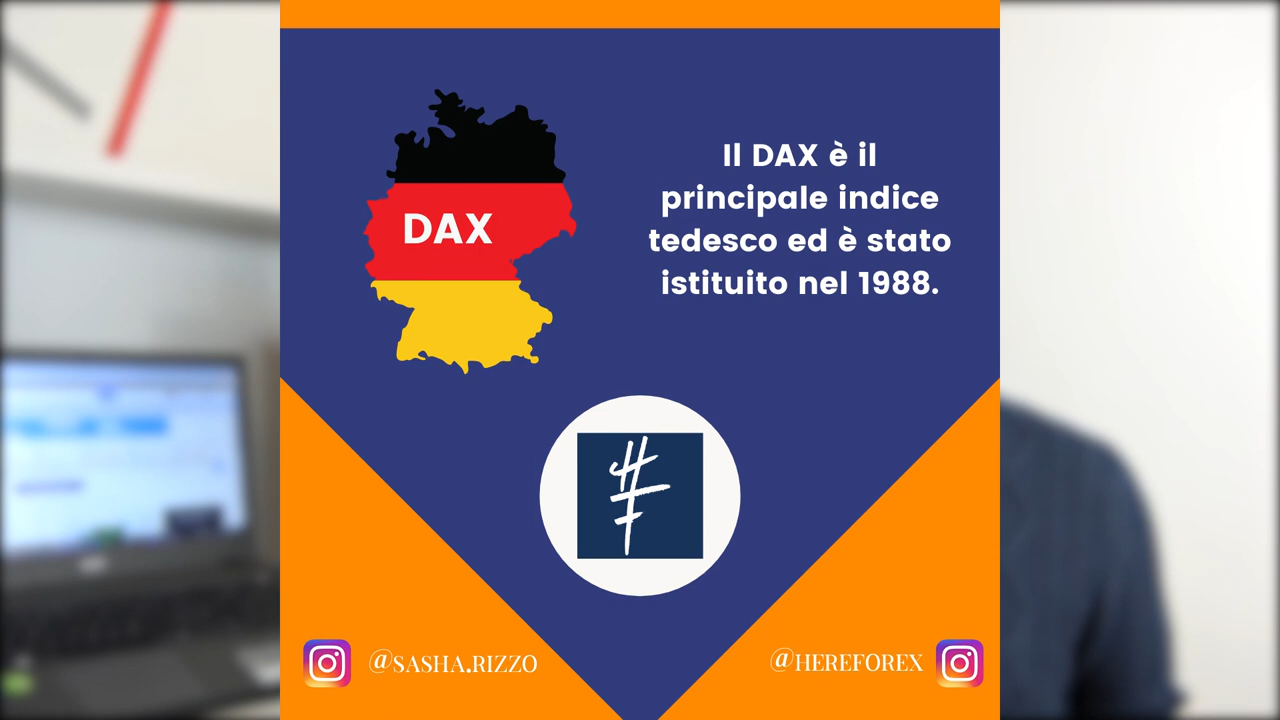 DAX
Il DAX è il
principale indice
tedesco ed è stato
istituito nel 1988.
@SASHA.RIZZO
@HEREFOREX